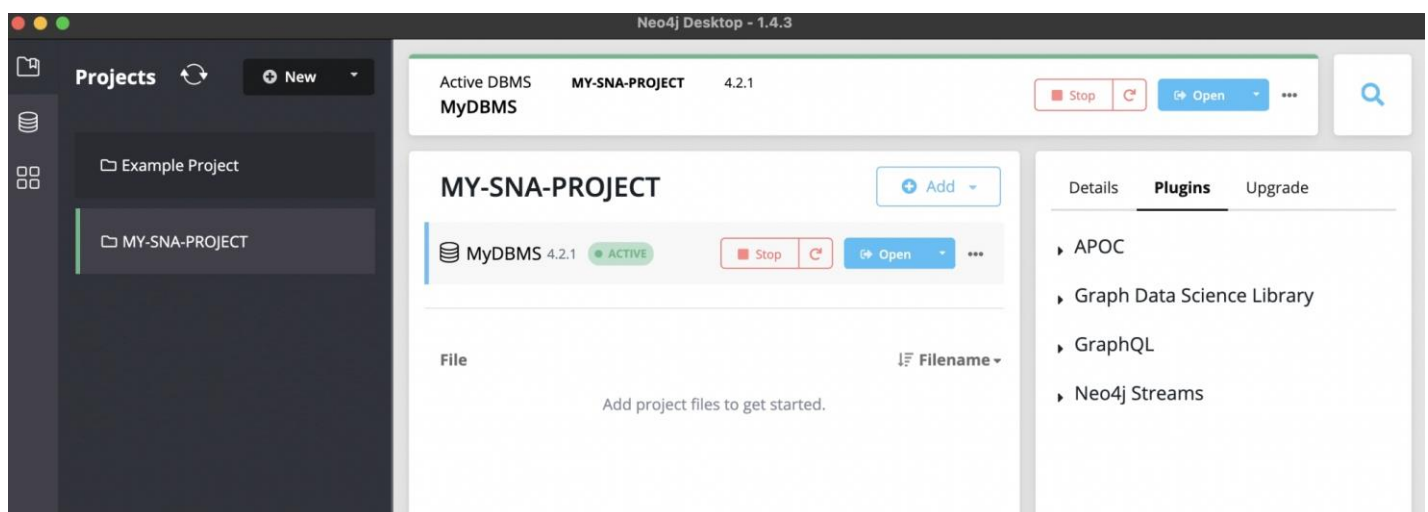 Neo4j Desktop - 1.4.3
Projects
New
Example Project
MY-SNA-PROJECT
Active DBMS MY-SNA-PROJECT 4.2.1
MyDBMS
Stop
Open
MY-SNA-PROJECT
Add
MyDBMS 4.2.1 ACTIVE
Stop
Open
File
Filename
Add project files to get started.
Details Plugins Upgrade
APOC
Graph Data Science Library
GraphQL
Neo4j Streams